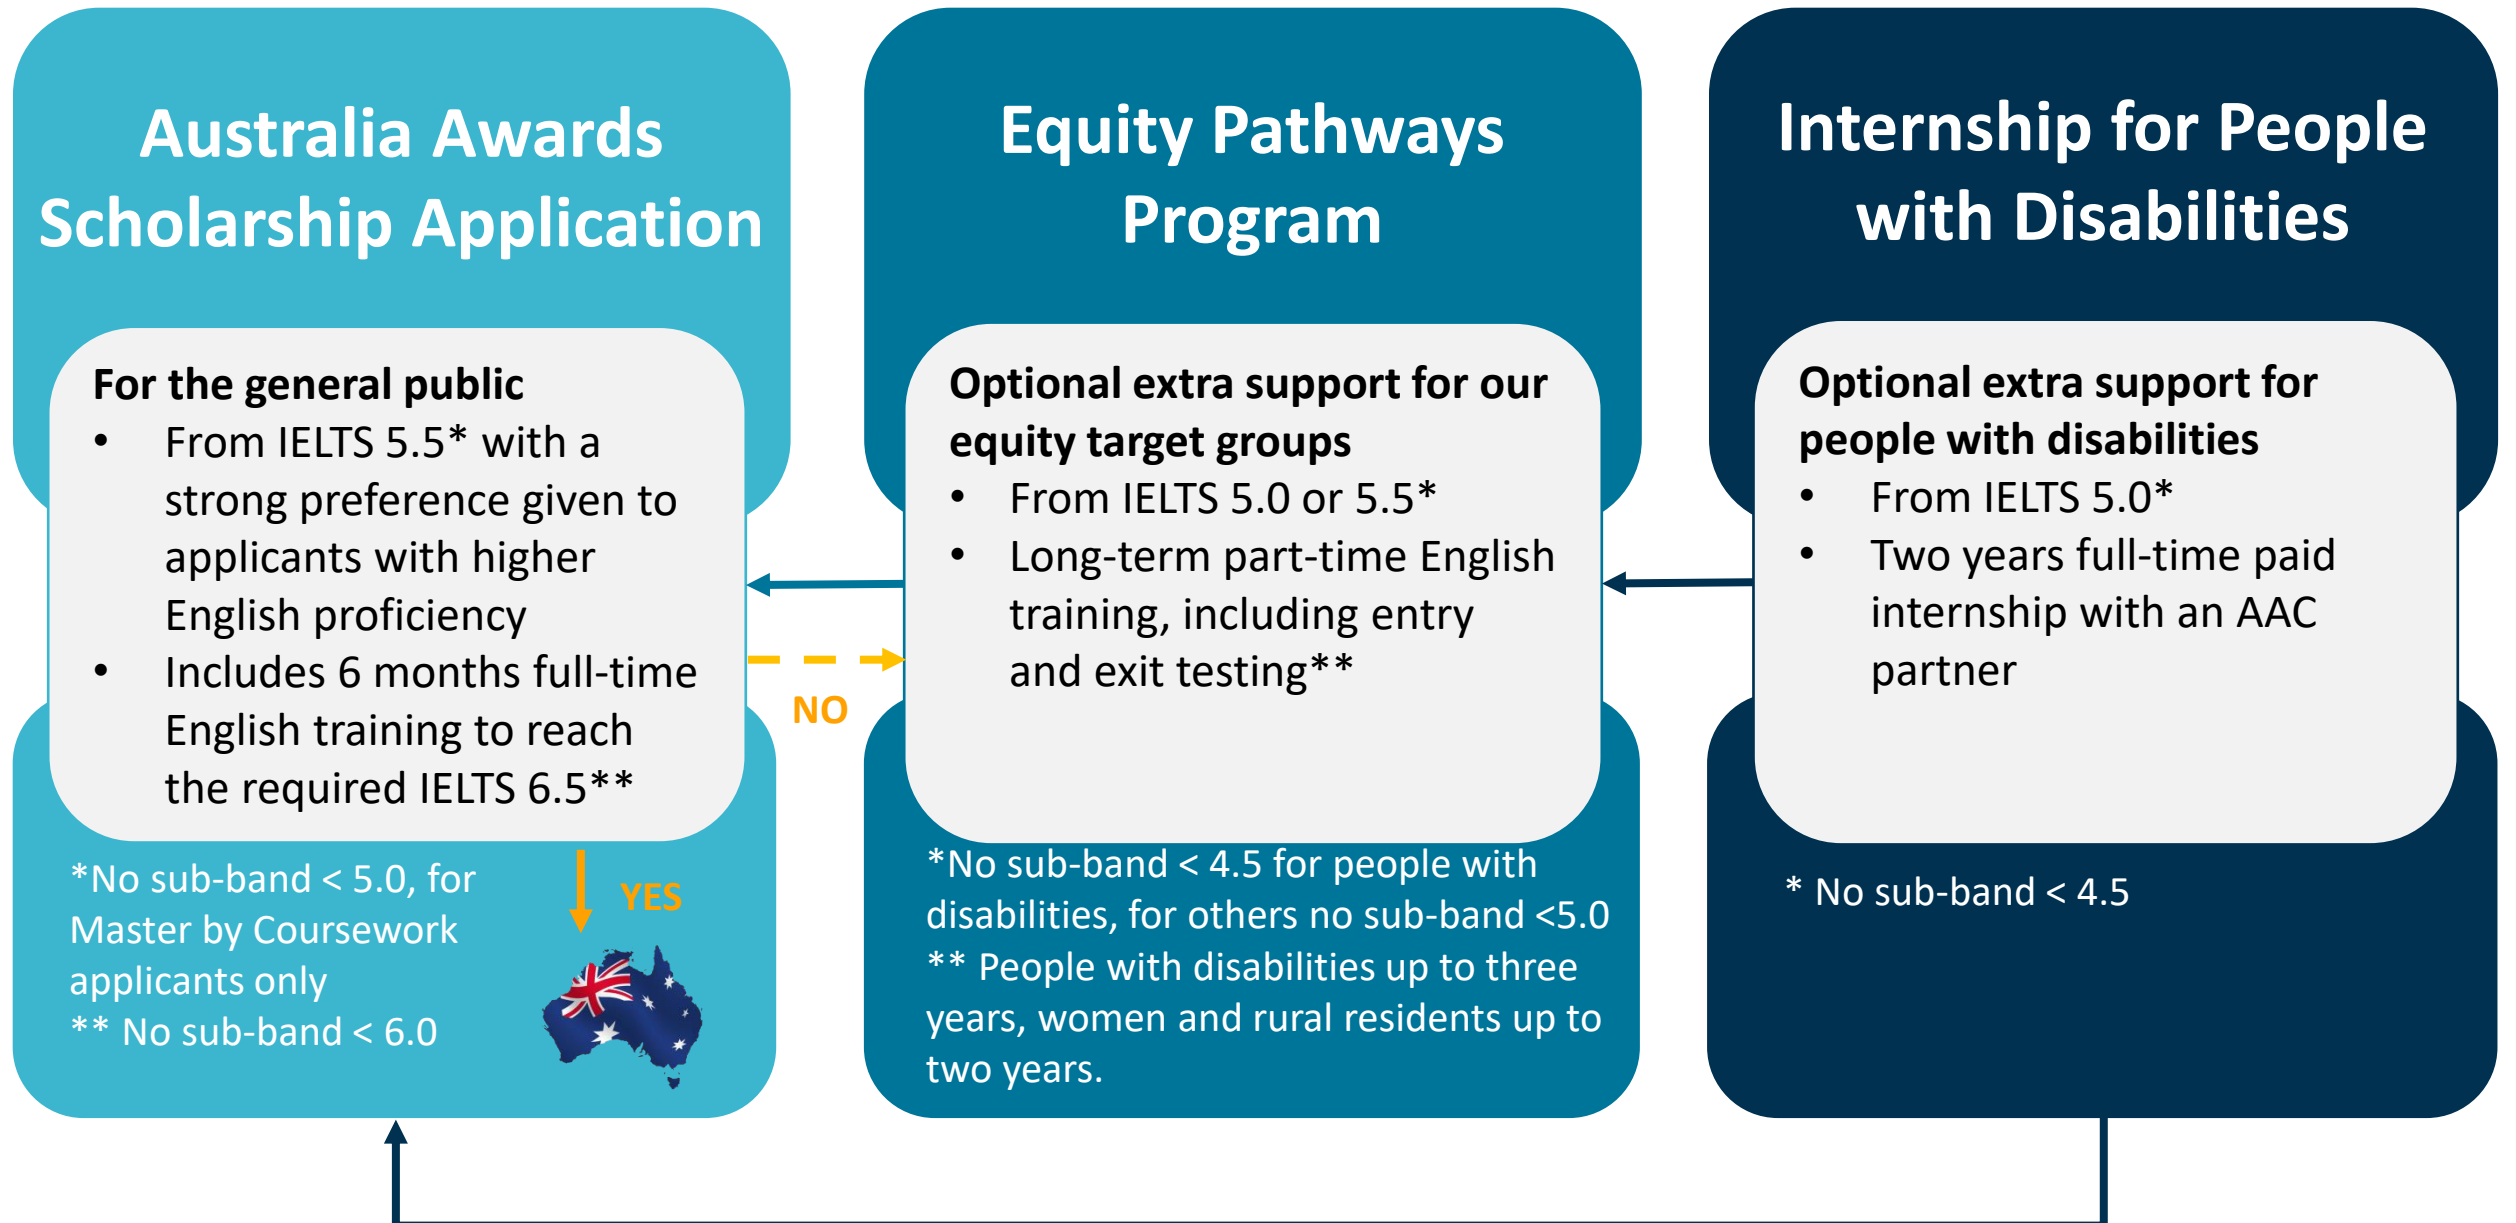 Australia Awards
Scholarship Application
For the general public
• From IELTS 5.5* with a
strong preference given to
applicants with higher
English proficiency
• Includes 6 months full-time
English training to reach
the required IELTS 6.5**
*No sub-band < 5.0, for
Master by Coursework
applicants only
** No sub-band < 6.0
YES
NO
Equity Pathways
Program
Optional extra support for our
equity target groups
• From IELTS 5.0 or 5.5*
• Long-term part-time English
training, including entry
and exit testing**
*No sub-band < 4.5 for people with
disabilities, for others no sub-band <5.0
** People with disabilities up to three
years, women and rural residents up to
two years.
Internship for People
with Disabilities
Optional extra support for
people with disabilities
• From IELTS 5.0*
• Two years full-time paid
internship with an AAC
partner
* No sub-band < 4.5